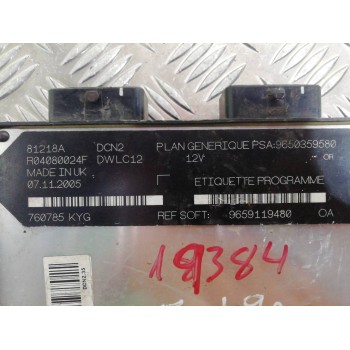 81218A DCN2 PLAN GENERIQUE PSA:9650359580
R04080024F DWLC12 12V OR
MADE IN UK
07.11.2005 ETIQUETTE PROGRAMME
760785 KYG REF SOFT: 9659119480 OA
19384